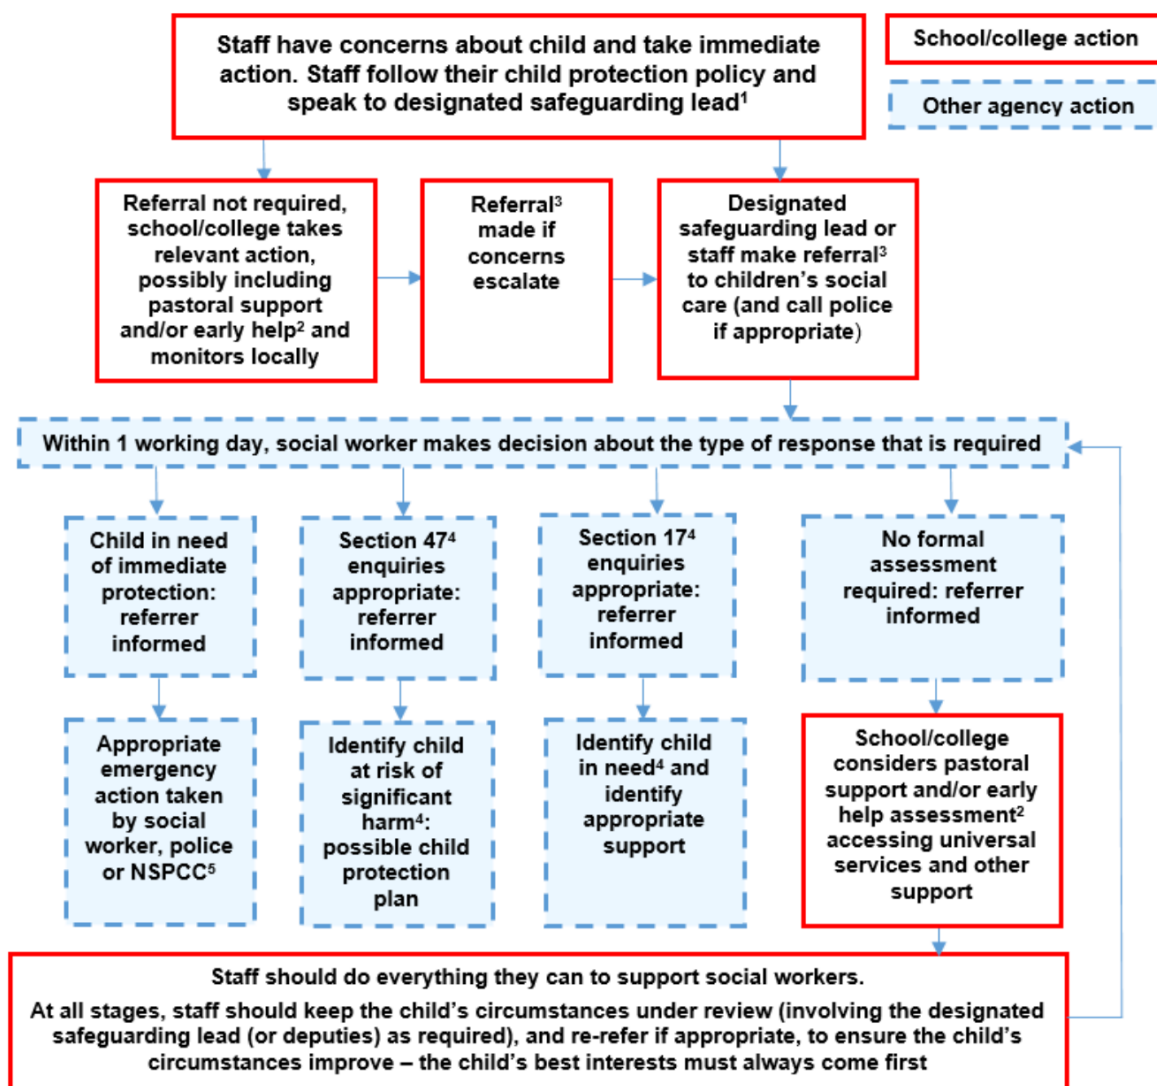 Staff have concerns about child and take immediate
action. Staff follow their child protection policy and
speak to designated safeguarding lead¹
School/college action
Other agency action
Referral not required,
school/college takes
relevant action,
possibly including
pastoral support
and/or early help² and
monitors locally
Referral³
made if
concerns
escalate
Designated
safeguarding lead or
staff make referral³
to children’s social
care (and call police
if appropriate)
Within 1 working day, social worker makes decision about the type of response that is required
Child in need
of immediate
protection:
referrer
informed
Section 47⁴
enquiries
appropriate:
referrer
informed
Section 17⁴
enquiries
appropriate:
referrer
informed
No formal
assessment
required: referrer
informed
Appropriate
emergency
action taken
by social
worker, police
or NSPCC⁵
Identify child
at risk of
significant
harm⁴:
possible child
protection
plan
Identify child
in need⁴ and
identify
appropriate
support
School/college
considers pastoral
support and/or early
help assessment²
accessing universal
services and other
support
Staff should do everything they can to support social workers.
At all stages, staff should keep the child’s circumstances under review (involving the designated
safeguarding lead (or deputies) as required), and re-refer if appropriate, to ensure the child’s
circumstances improve – the child’s best interests must always come first